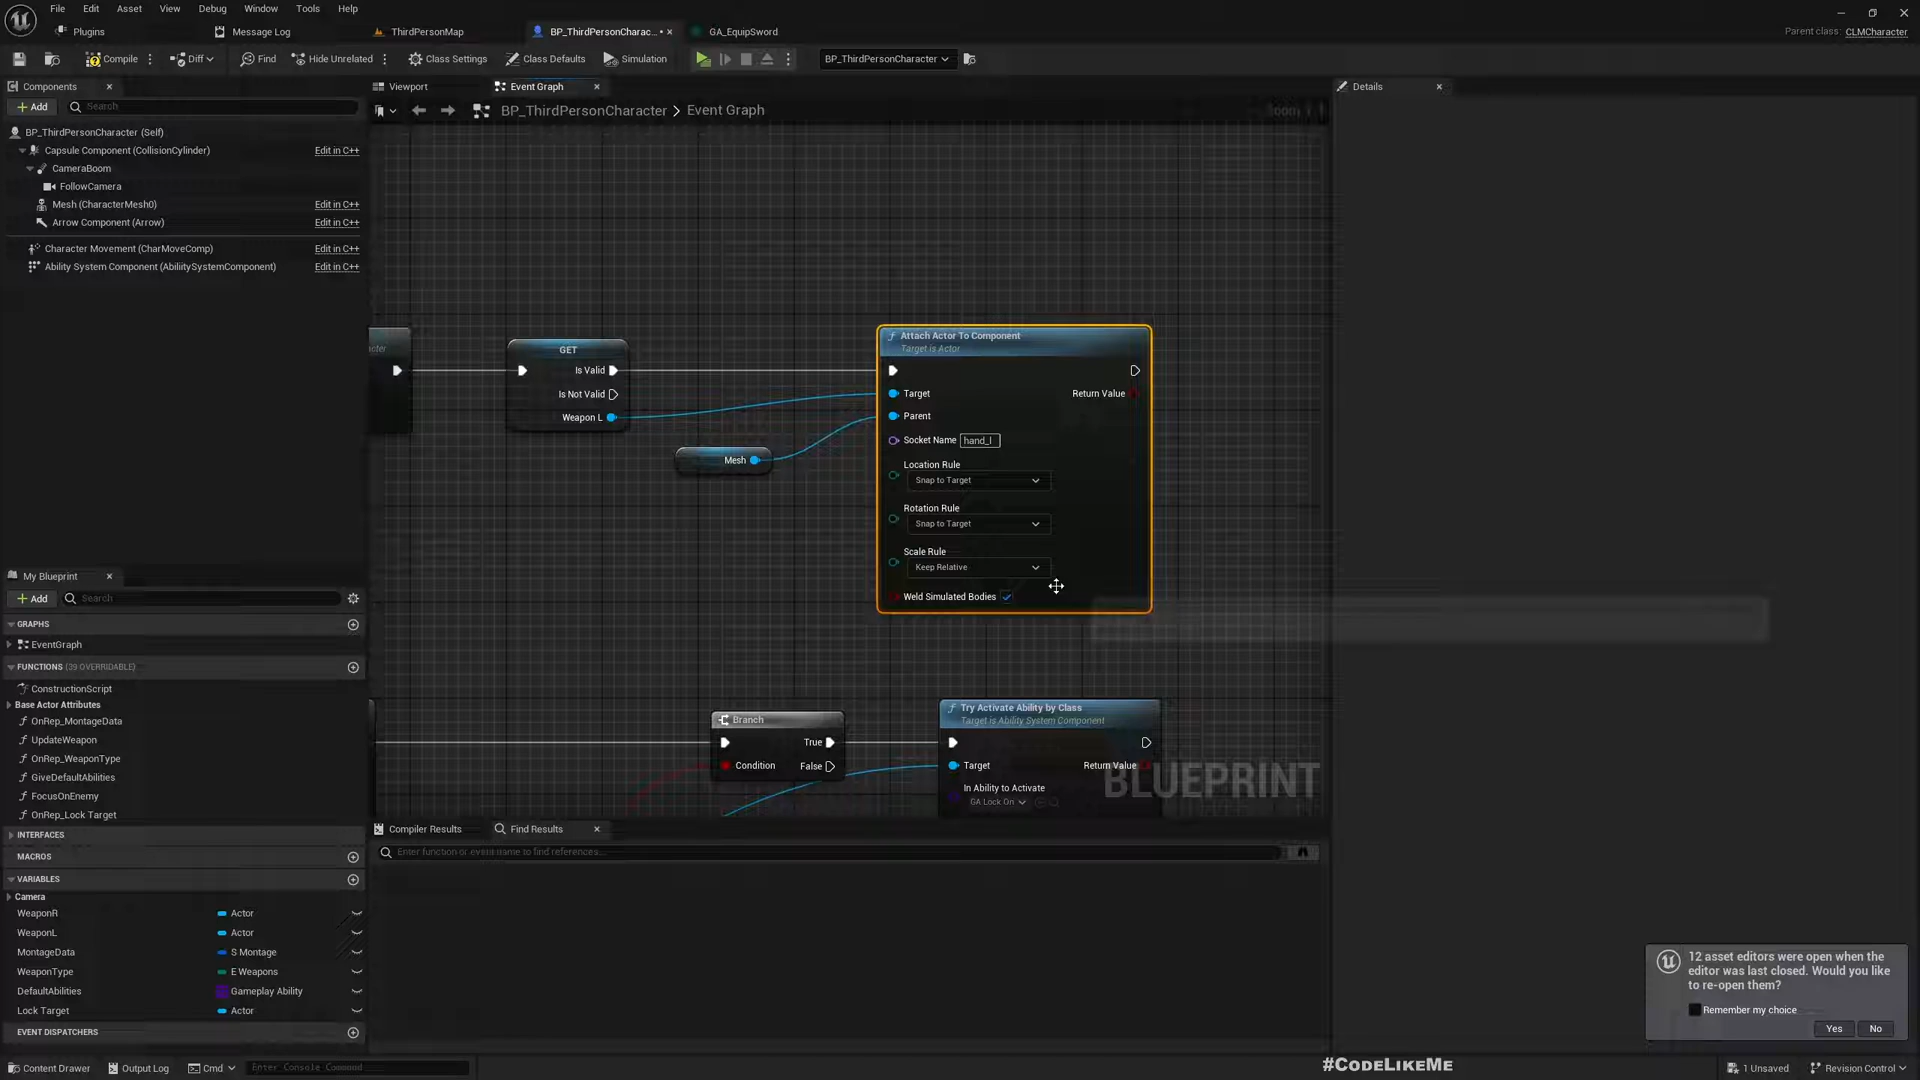 File Edit Asset View Debug Window Tools Help
Plugins Message Log ThirdPersonMap BP_ThirdPersonCharac... GA_EquipSword
Parent class: CLMCharacter
Compile Diff Find Hide Unrelated Class Settings Class Defaults Simulation BP_ThirdPersonCharacter
Components Viewport Event Graph Details
Add Search
BP_ThirdPersonCharacter > Event Graph
BP_ThirdPersonCharacter (Self)
Capsule Component (CollisionCylinder) Edit in C++
CameraBoom
FollowCamera
Mesh (CharacterMesh0) Edit in C++
Arrow Component (Arrow) Edit in C++
Character Movement (CharMoveComp) Edit in C++
Ability System Component (AbilitySystemComponent) Edit in C++
GET
Is Valid
Is Not Valid
Weapon L
Mesh
Attach Actor To Component
Target is Actor
Target Return Value
Parent
Socket Name hand_l
Location Rule
Snap to Target
Rotation Rule
Snap to Target
Scale Rule
Keep Relative
Weld Simulated Bodies
Branch
True
Condition False
Try Activate Ability by Class
Target is Ability System Component
Target Return Value
In Ability to Activate
GA Lock On
BLUEPRINT
My Blueprint
Add Search
GRAPHS
EventGraph
FUNCTIONS (39 OVERRIDABLE)
ConstructionScript
Base Actor Attributes
OnRep_MontageData
UpdateWeapon
OnRep_WeaponType
GiveDefaultAbilities
FocusOnEnemy
OnRep_Lock Target
INTERFACES
MACROS
VARIABLES
Camera
WeaponR Actor
WeaponL Actor
MontageData S Montage
WeaponType E Weapons
DefaultAbilities Gameplay Ability
Lock Target Actor
EVENT DISPATCHERS
Compiler Results Find Results
Enter function or event name to find references...
12 asset editors were open when the
editor was last closed. Would you like
to re-open them?
Remember my choice
Yes No
Content Drawer Output Log Cmd Enter Console Command
#CODELIKEME
1 Unsaved Revision Control